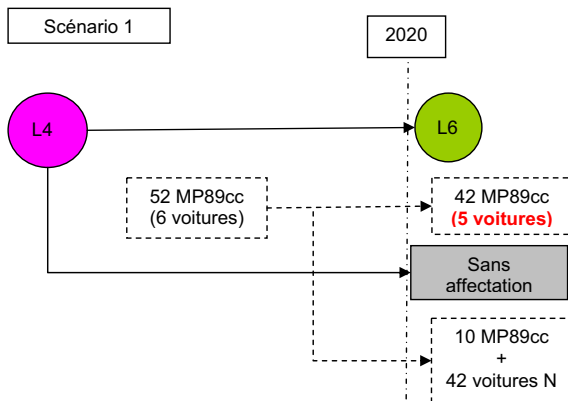 Scénario 1
2020
L4
L6
52 MP89cc
(6 voitures)
42 MP89cc
(5 voitures)
Sans
affectation
10 MP89cc
+
42 voitures N